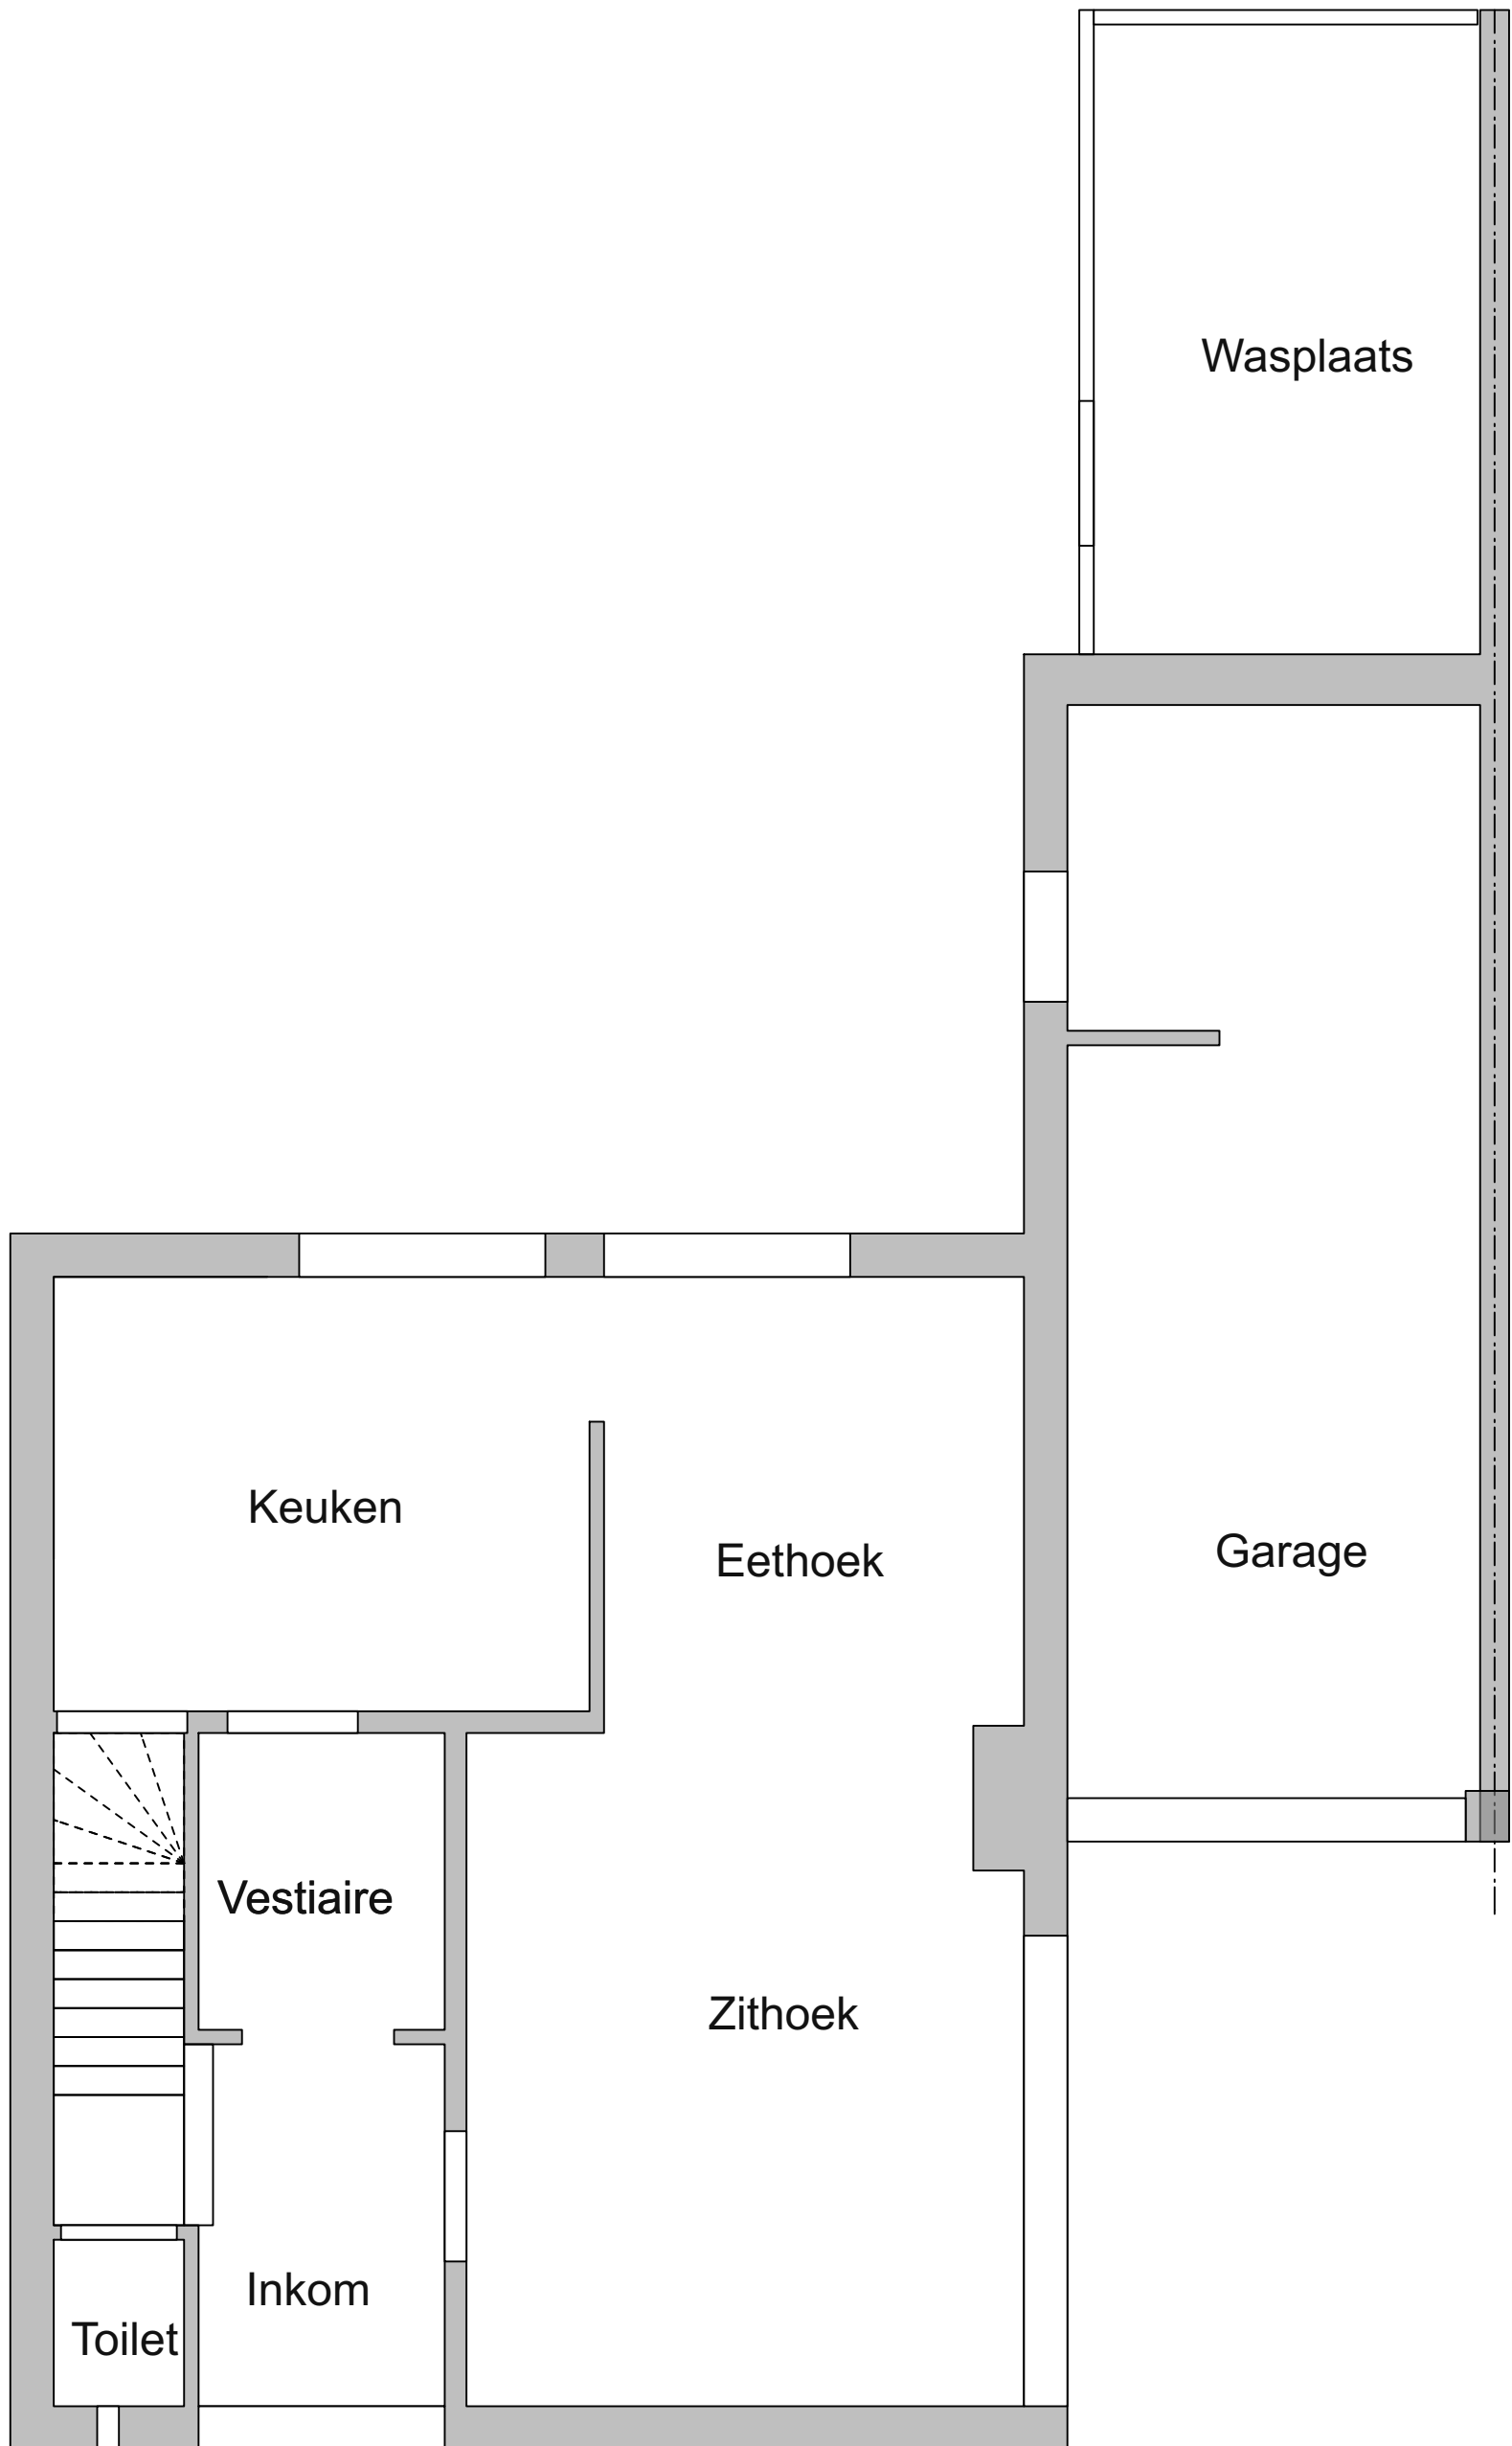 Wasplaats
Keuken
Eethoek
Garage
Vestiaire
Zithoek
Inkom
Toilet